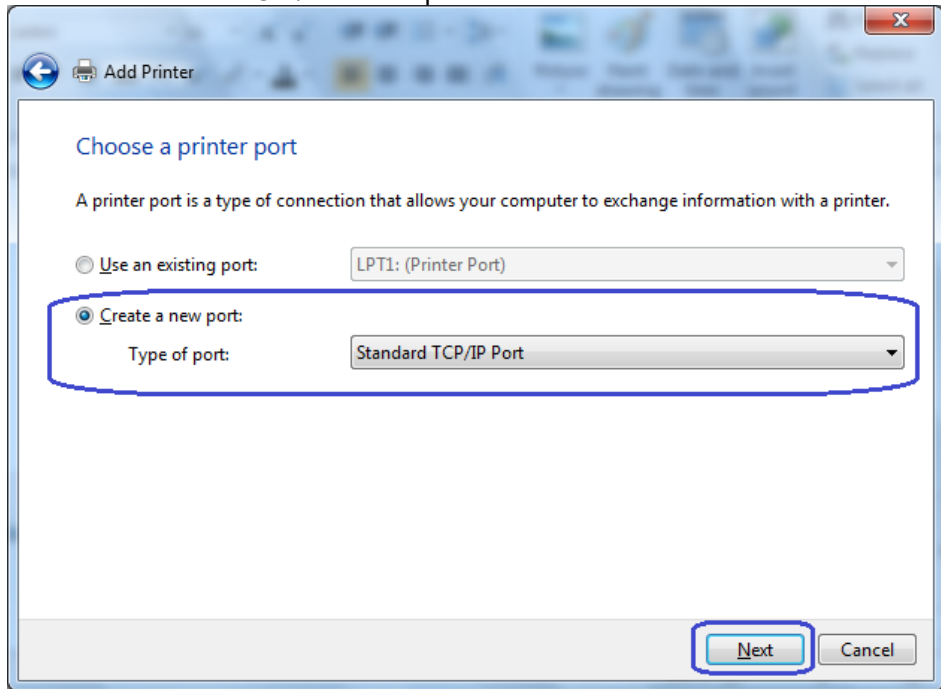 Add Printer
Choose a printer port
A printer port is a type of connection that allows your computer to exchange information with a printer.
Use an existing port: LPT1: (Printer Port)
Create a new port:
Type of port: Standard TCP/IP Port
Next Cancel